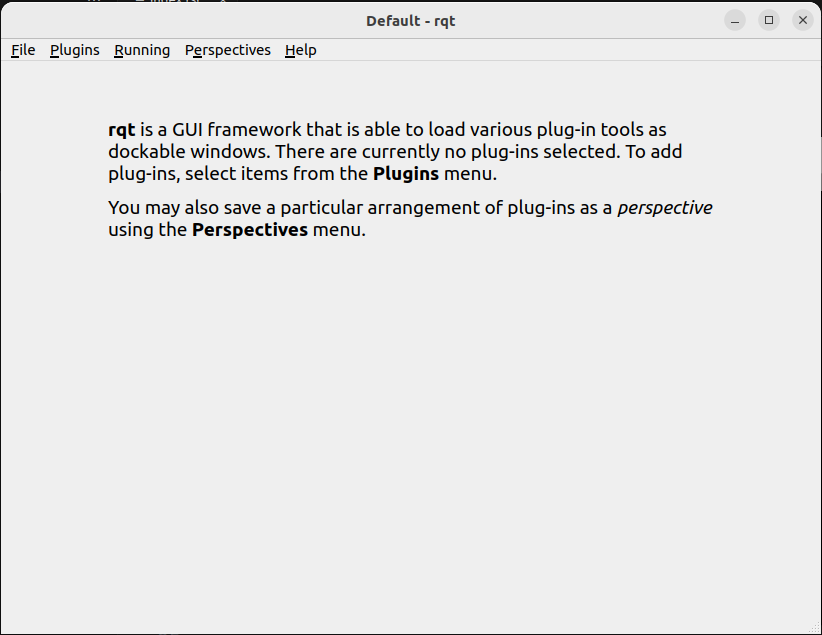 Default - rqt
File Plugins Running Perspectives Help
rqt is a GUI framework that is able to load various plug-in tools as
dockable windows. There are currently no plug-ins selected. To add
plug-ins, select items from the Plugins menu.
You may also save a particular arrangement of plug-ins as a perspective
using the Perspectives menu.